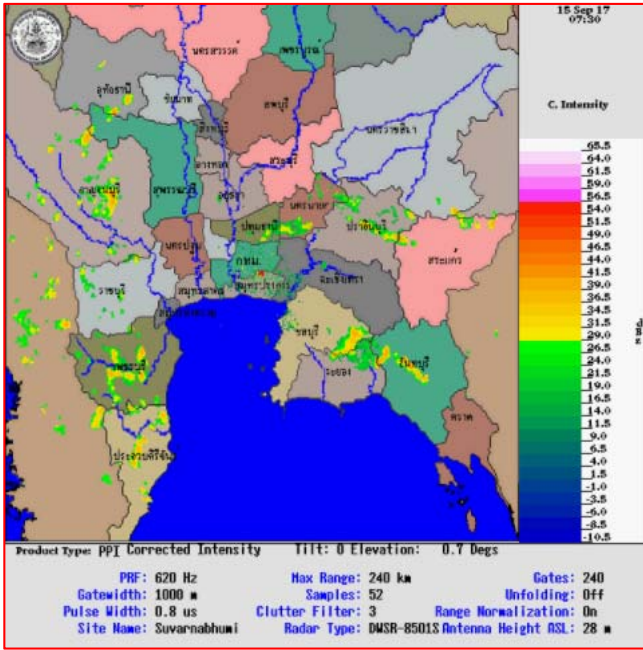 15 Sep 17
07:30
C. Intensity
นครสวรรค์
เพชรบูรณ์
อุทัยธานี
ชัยนาท
ลพบุรี
สิงห์บุรี
นครราชสีมา
อ่างทอง
สระบุรี
กาญจนบุรี
สุพรรณบุรี
อยุธยา
นครนายก
ปราจีนบุรี
ปทุมธานี
นครปฐม
สระแก้ว
กทม.
ราชบุรี
สมุทรสาคร
สมุทรปราการ
ฉะเชิงเทรา
ชลบุรี
เพชรบุรี
จันทบุรี
ระยอง
ตราด
ประจวบคีรีขันธ์
65.5
64.0
61.5
59.0
56.5
54.0
51.5
49.0
46.5
44.0
41.5
39.0
36.5
34.0
31.5
29.0
26.5
24.0
21.5
19.0
16.5
14.0
11.5
9.0
6.5
4.0
1.5
-1.0
-3.5
-6.0
-8.5
-10.5
Product Type: PPI Corrected Intensity Tilt: 0 Elevation: 0.7 Degs
PRF: 620 Hz Max Range: 240 km Gates: 240
Gatewidth: 1000 m Samples: 52 Unfolding: Off
Pulse Width: 0.8 us Clutter Filter: 3 Range Normalization: On
Site Name: Suvarnabhumi Radar Type: DWSR-8501S Antenna Height ASL: 28 m